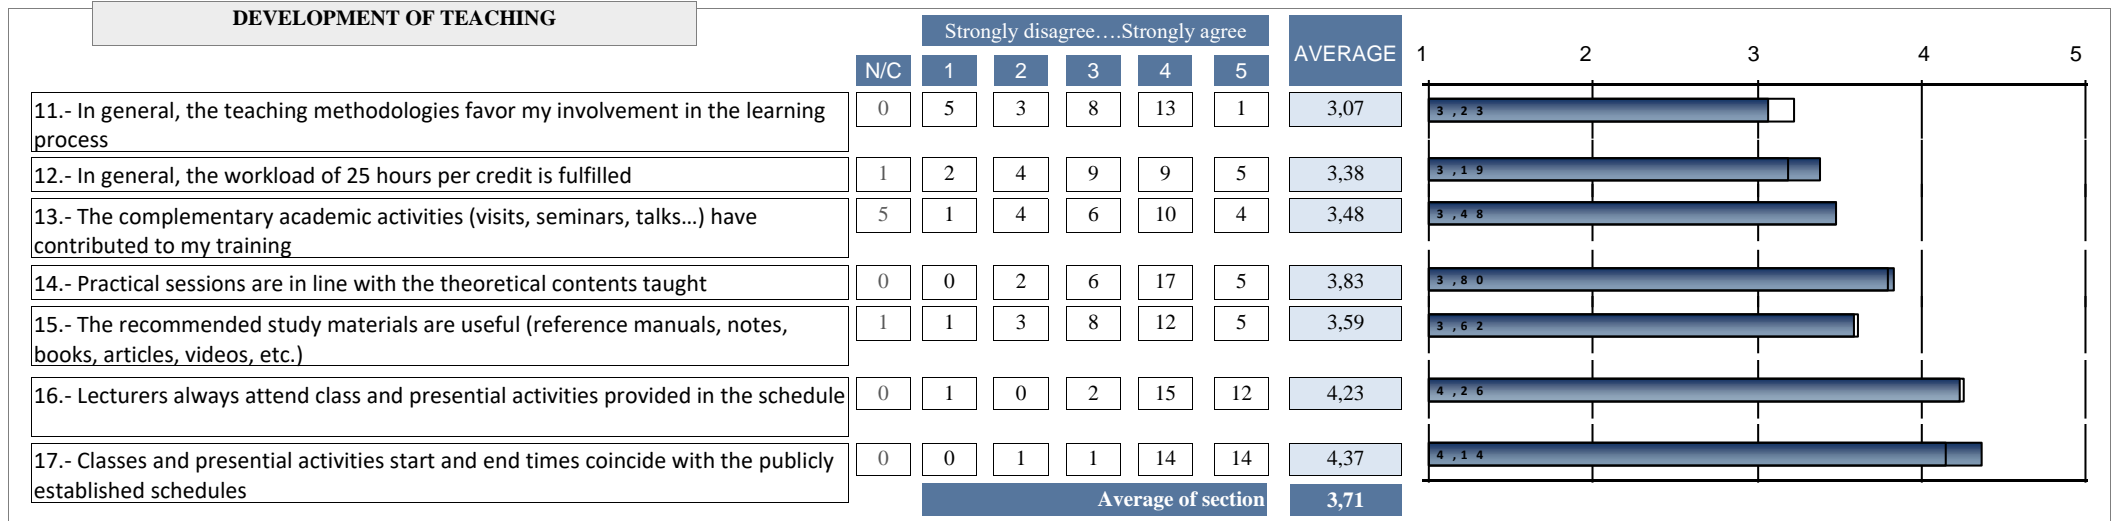 DEVELOPMENT OF TEACHING
Strongly disagree….Strongly agree
AVERAGE
1 2 3 4 5
N/C 1 2 3 4 5
11.- In general, the teaching methodologies favor my involvement in the learning
process
0 5 3 8 13 1 3,07 3,23
12.- In general, the workload of 25 hours per credit is fulfilled
1 2 4 9 9 5 3,38 3,19
13.- The complementary academic activities (visits, seminars, talks…) have
contributed to my training
5 1 4 6 10 4 3,48 3,48
14.- Practical sessions are in line with the theoretical contents taught
0 0 2 6 17 5 3,83 3,80
15.- The recommended study materials are useful (reference manuals, notes,
books, articles, videos, etc.)
1 1 3 8 12 5 3,59 3,62
16.- Lecturers always attend class and presential activities provided in the schedule
0 1 0 2 15 12 4,23 4,26
17.- Classes and presential activities start and end times coincide with the publicly
established schedules
0 0 1 1 14 14 4,37 4,14
Average of section 3,71